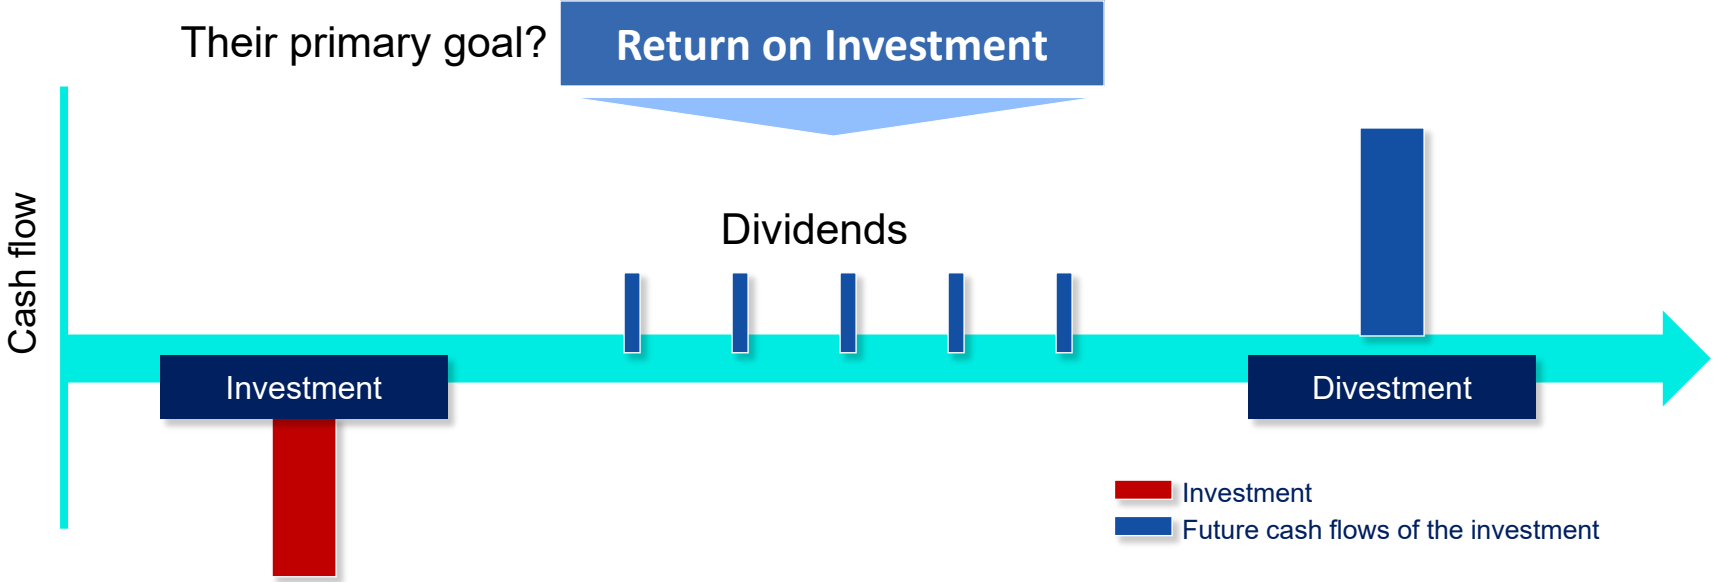 Their primary goal?
Return on Investment
Cash flow
Dividends
Investment
Divestment
Investment
Future cash flows of the investment